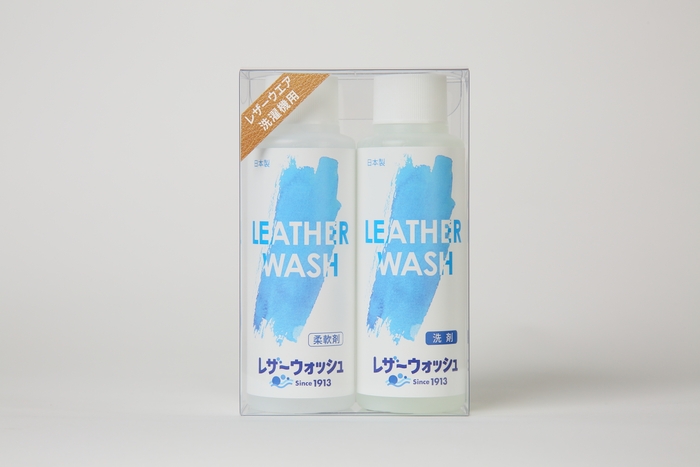 レザーウエア
洗濯機用
日本製
LEATHER
WASH
柔軟剤
レザーウォッシュ
Since 1913
日本製
LEATHER
WASH
洗剤
レザーウォッシュ
Since 1913